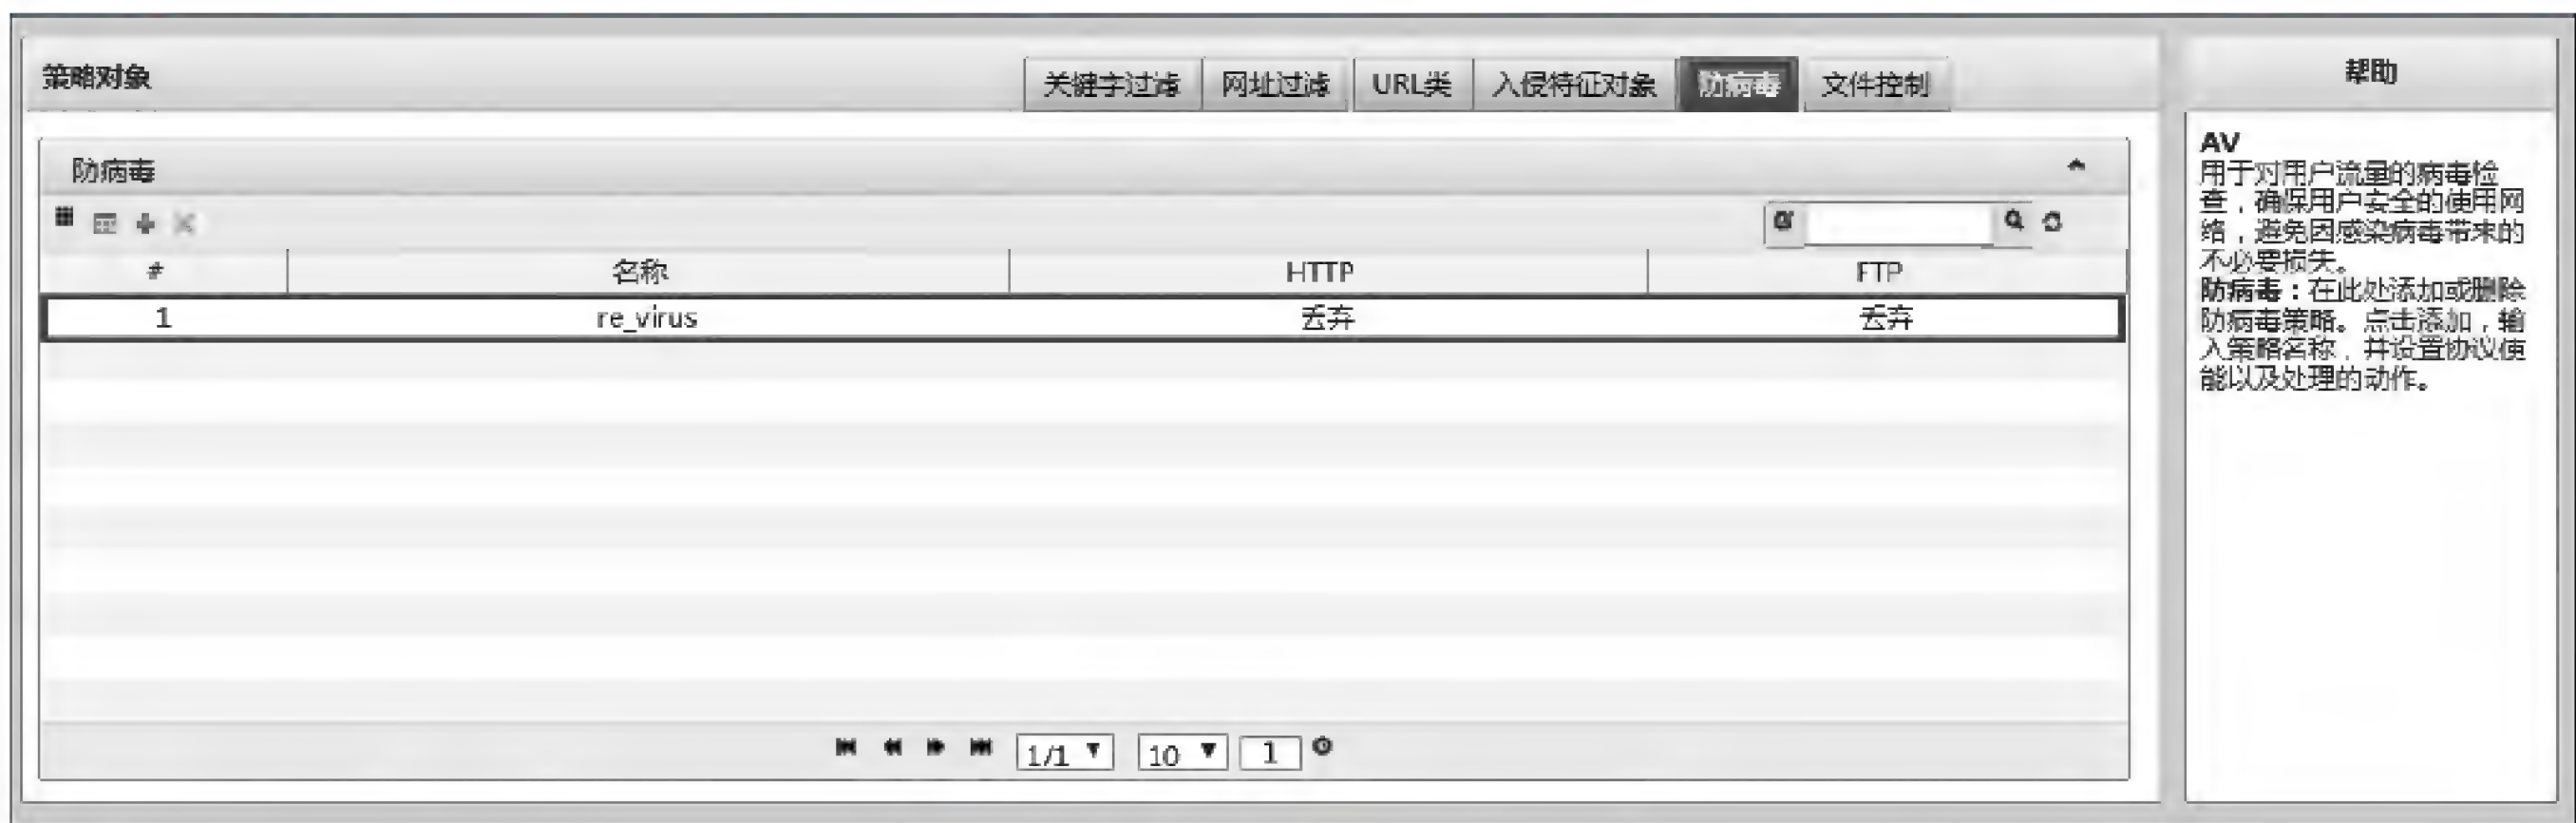 策略对象
关键字过滤 网址过滤 URL类 入侵特征对象 防病毒 文件控制
防病毒
# 名称 HTTP FTP
1 re_virus 丢弃 丢弃
1/1 10 1
帮助
AV
用于对用户流量的病毒检
查，确保用户安全的使用网
络，避免因感染病毒带来的
不必要损失。
防病毒：在此处添加或删除
防病毒策略。点击添加，输
入策略名称，并设置协议使
能以及处理的动作。